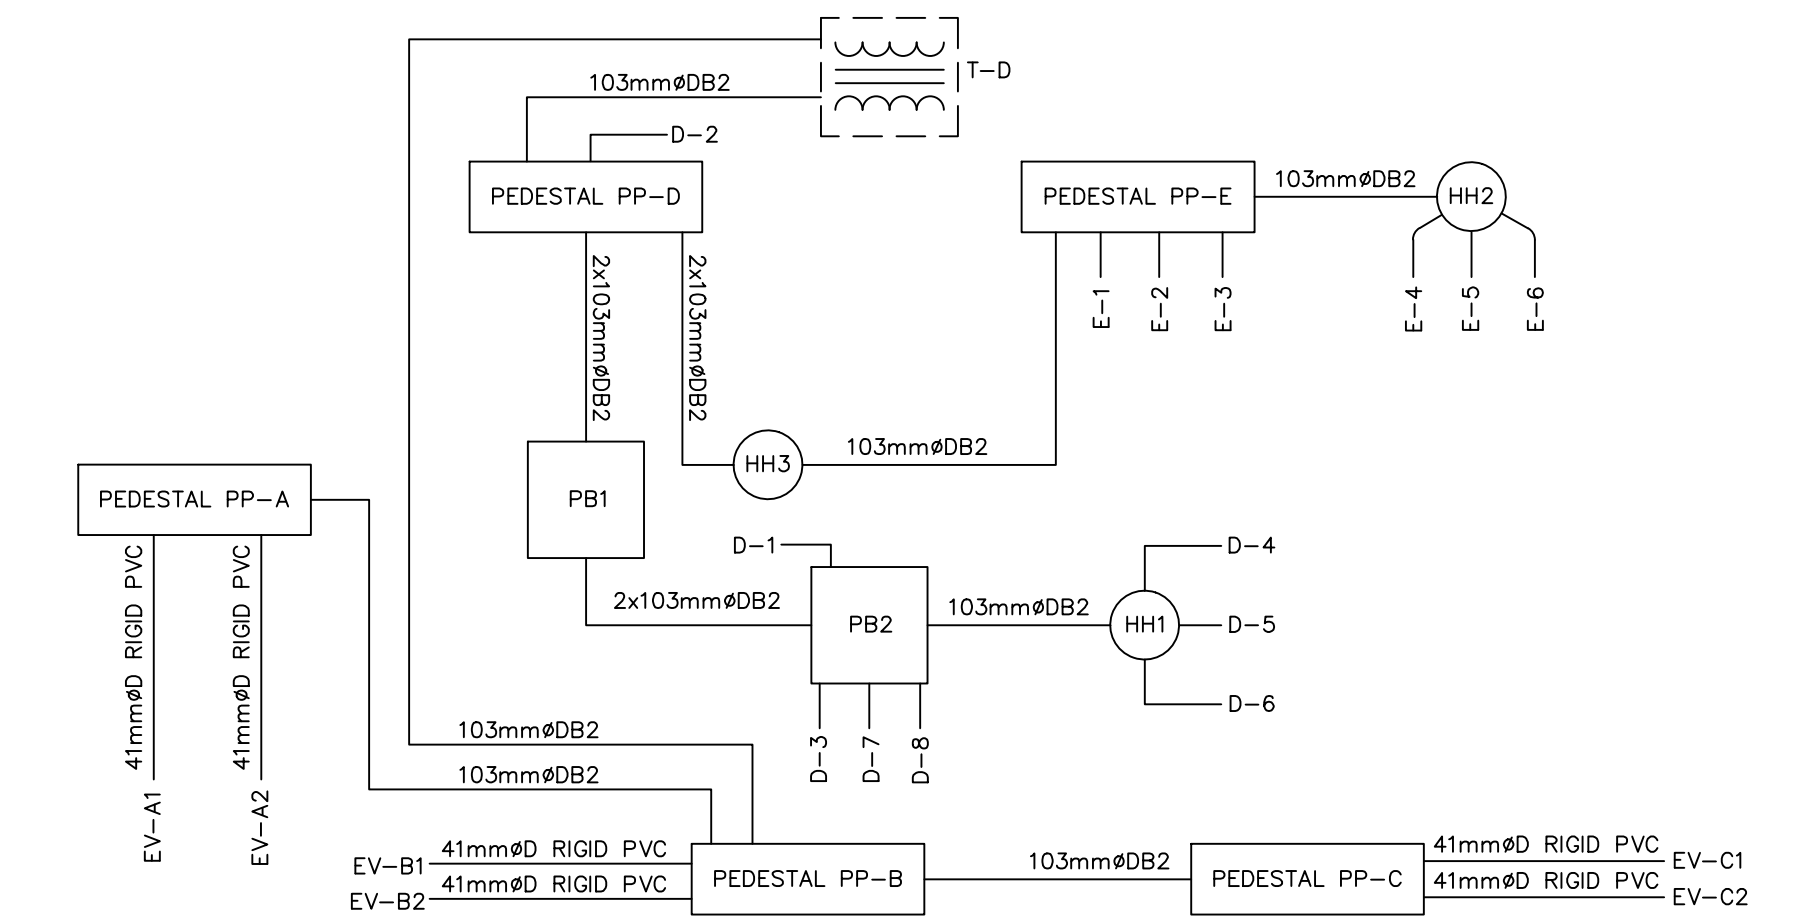 T-D
103mmøDB2
D-2
PEDESTAL PP-D
PEDESTAL PP-E
103mmøDB2
HH2
2x103mmøDB2
2x103mmøDB2
E-1
E-2
E-3
E-4
E-5
E-6
HH3
103mmøDB2
PEDESTAL PP-A
PB1
41mmøD RIGID PVC
41mmøD RIGID PVC
EV-A1
EV-A2
D-1
2x103mmøDB2
PB2
103mmøDB2
HH1
D-4
D-5
D-6
D-3
D-7
D-8
103mmøDB2
103mmøDB2
EV-B1
41mmøD RIGID PVC
EV-B2
41mmøD RIGID PVC
PEDESTAL PP-B
103mmøDB2
PEDESTAL PP-C
41mmøD RIGID PVC
EV-C1
41mmøD RIGID PVC
EV-C2